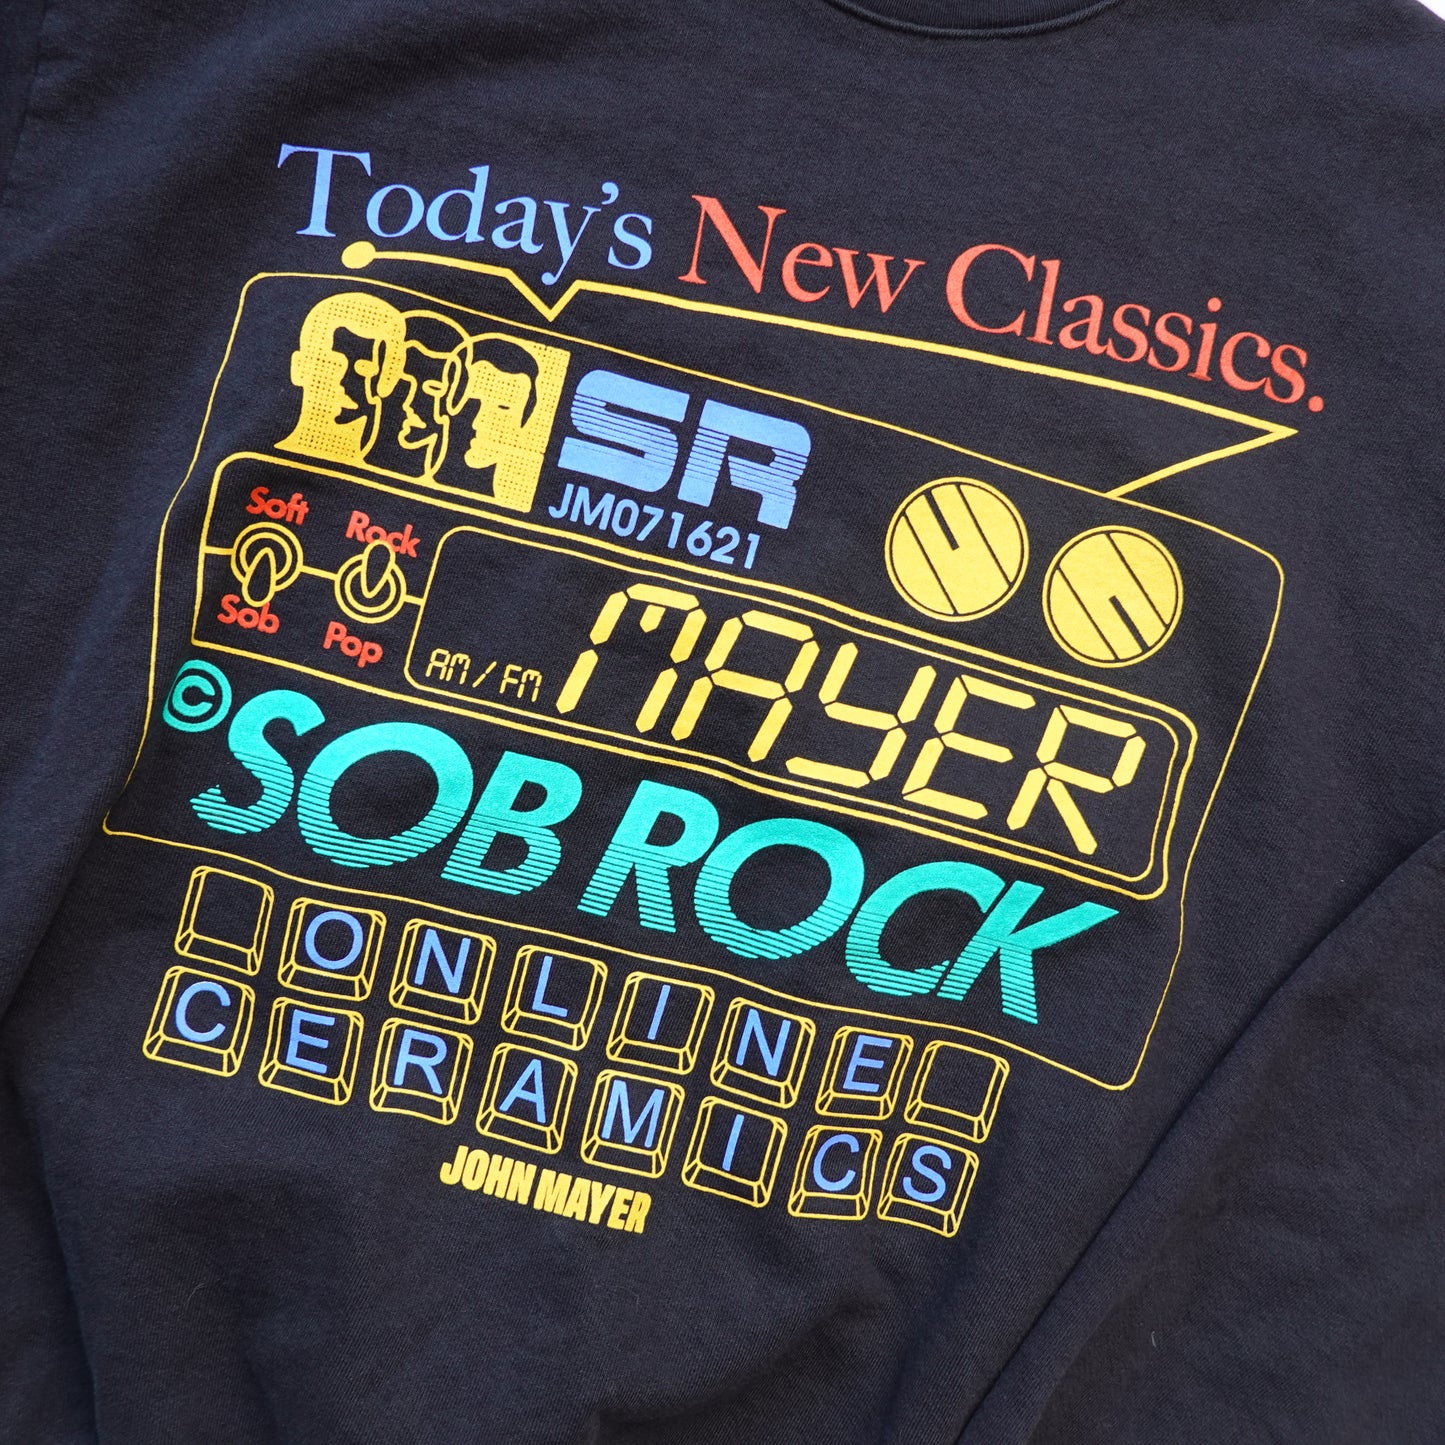 Today's New Classics.
SR
JM071621
Soft Rock
Sob Pop
AM / FM MAYER
© SOB ROCK
ONLINE
CERAMICS
JOHN MAYER